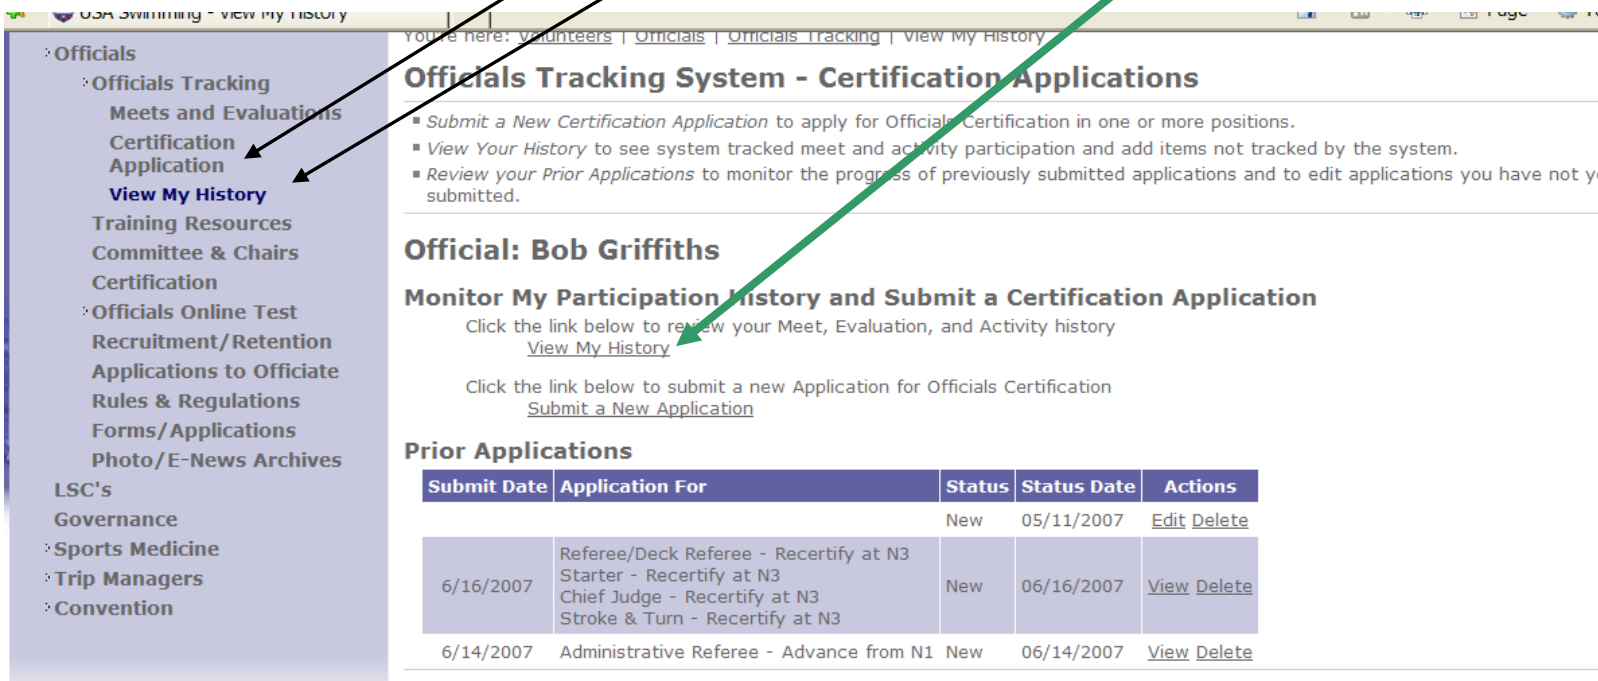 USA Swimming - View My History
Page
Officials
Officials Tracking
Meets and Evaluations
Certification
Application
View My History
Training Resources
Committee & Chairs
Certification
Officials Online Test
Recruitment/Retention
Applications to Officiate
Rules & Regulations
Forms/Applications
Photo/E-News Archives
LSC's
Governance
Sports Medicine
Trip Managers
Convention
You're here: Volunteers | Officials | Officials Tracking | View My History
Officials Tracking System - Certification Applications
Submit a New Certification Application to apply for Officials Certification in one or more positions.
View Your History to see system tracked meet and activity participation and add items not tracked by the system.
Review your Prior Applications to monitor the progress of previously submitted applications and to edit applications you have not
submitted.
Official: Bob Griffiths
Monitor My Participation History and Submit a Certification Application
Click the link below to review your Meet, Evaluation, and Activity history
View My History
Click the link below to submit a new Application for Officials Certification
Submit a New Application
Prior Applications
Submit Date Application For Status Status Date Actions
New 05/11/2007 Edit Delete
Referee/Deck Referee - Recertify at N3
Starter - Recertify at N3
6/16/2007 New 06/16/2007 View Delete
Chief Judge - Recertify at N3
Stroke & Turn - Recertify at N3
6/14/2007 Administrative Referee - Advance from N1 New 06/14/2007 View Delete